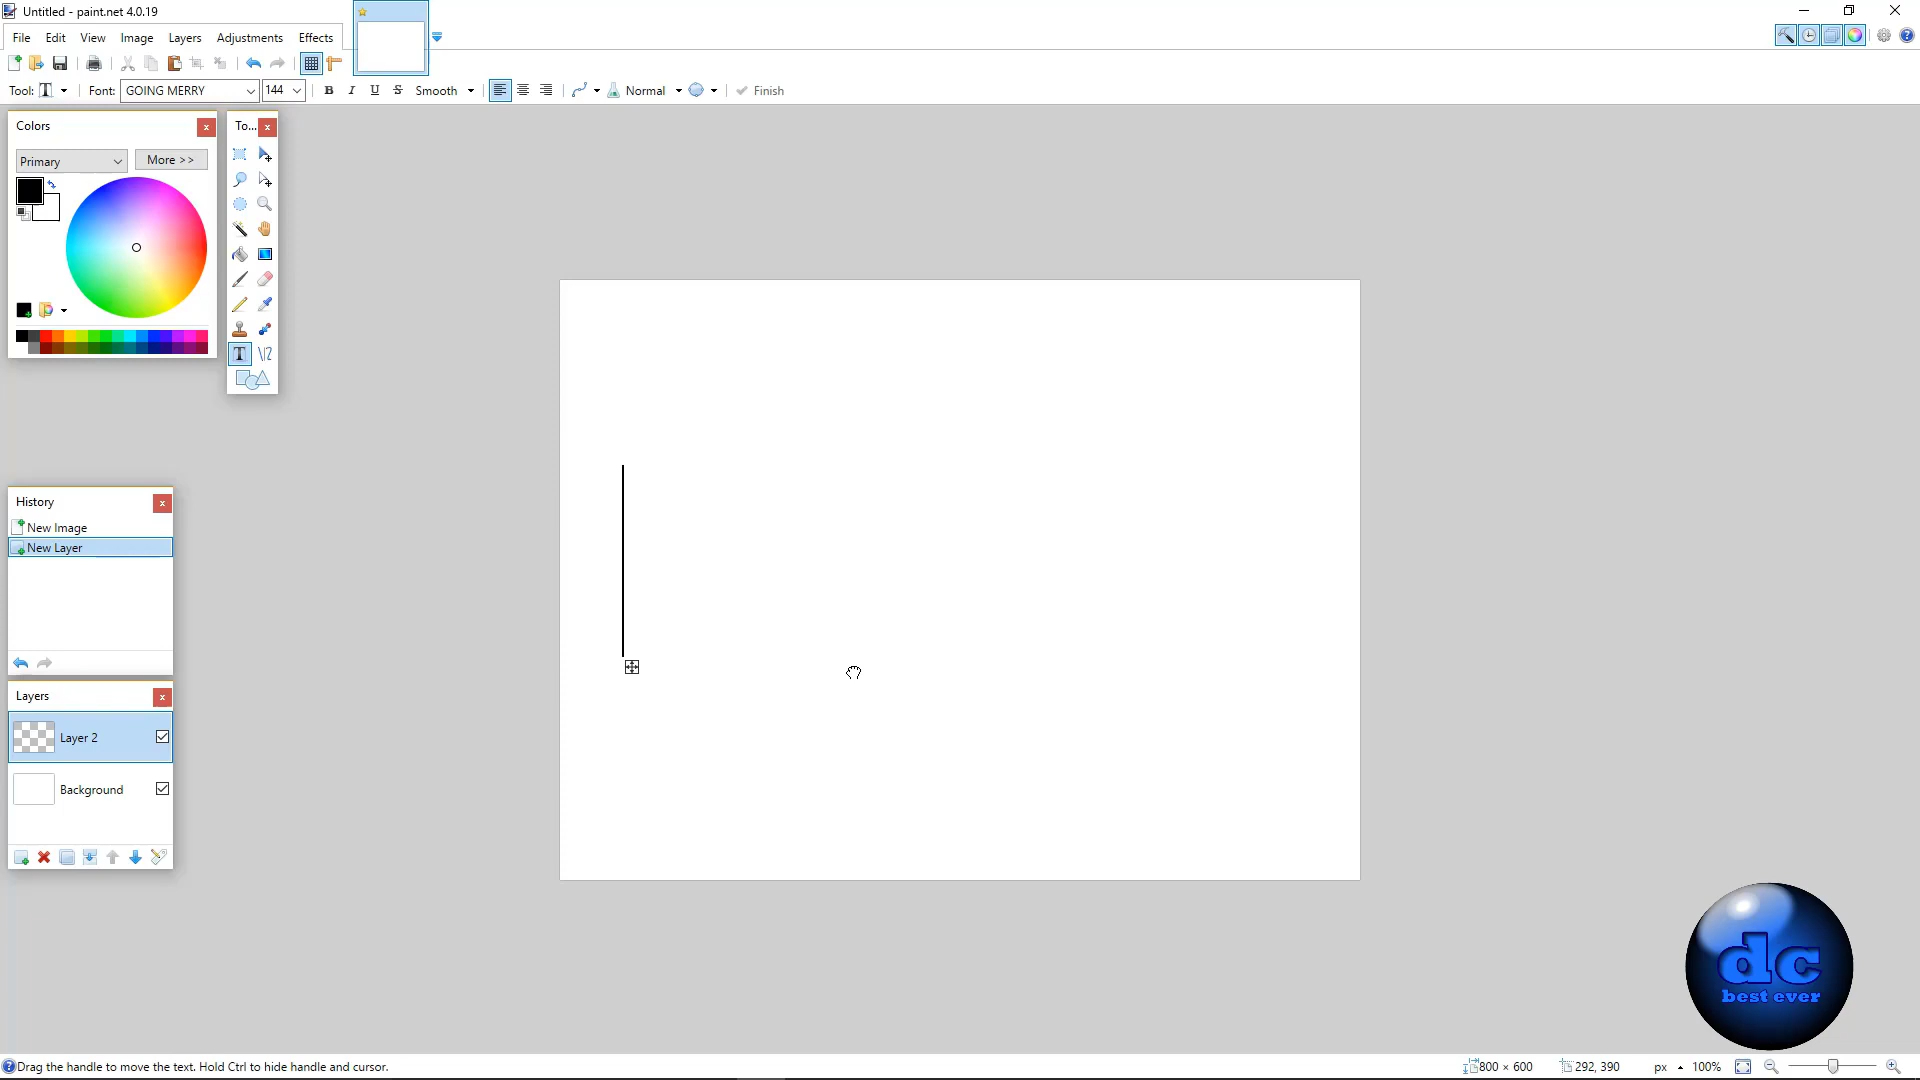 Untitled - paint.net 4.0.19
File Edit View Image Layers Adjustments Effects
Tool: Font: GOING MERRY 144 B I U S Smooth Normal Finish
Colors
To...
Primary
More >>
History
New Image
New Layer
Layers
Layer 2
Background
dc
best ever
Drag the handle to move the text. Hold Ctrl to hide handle and cursor.
800 × 600 292, 390 px 100%